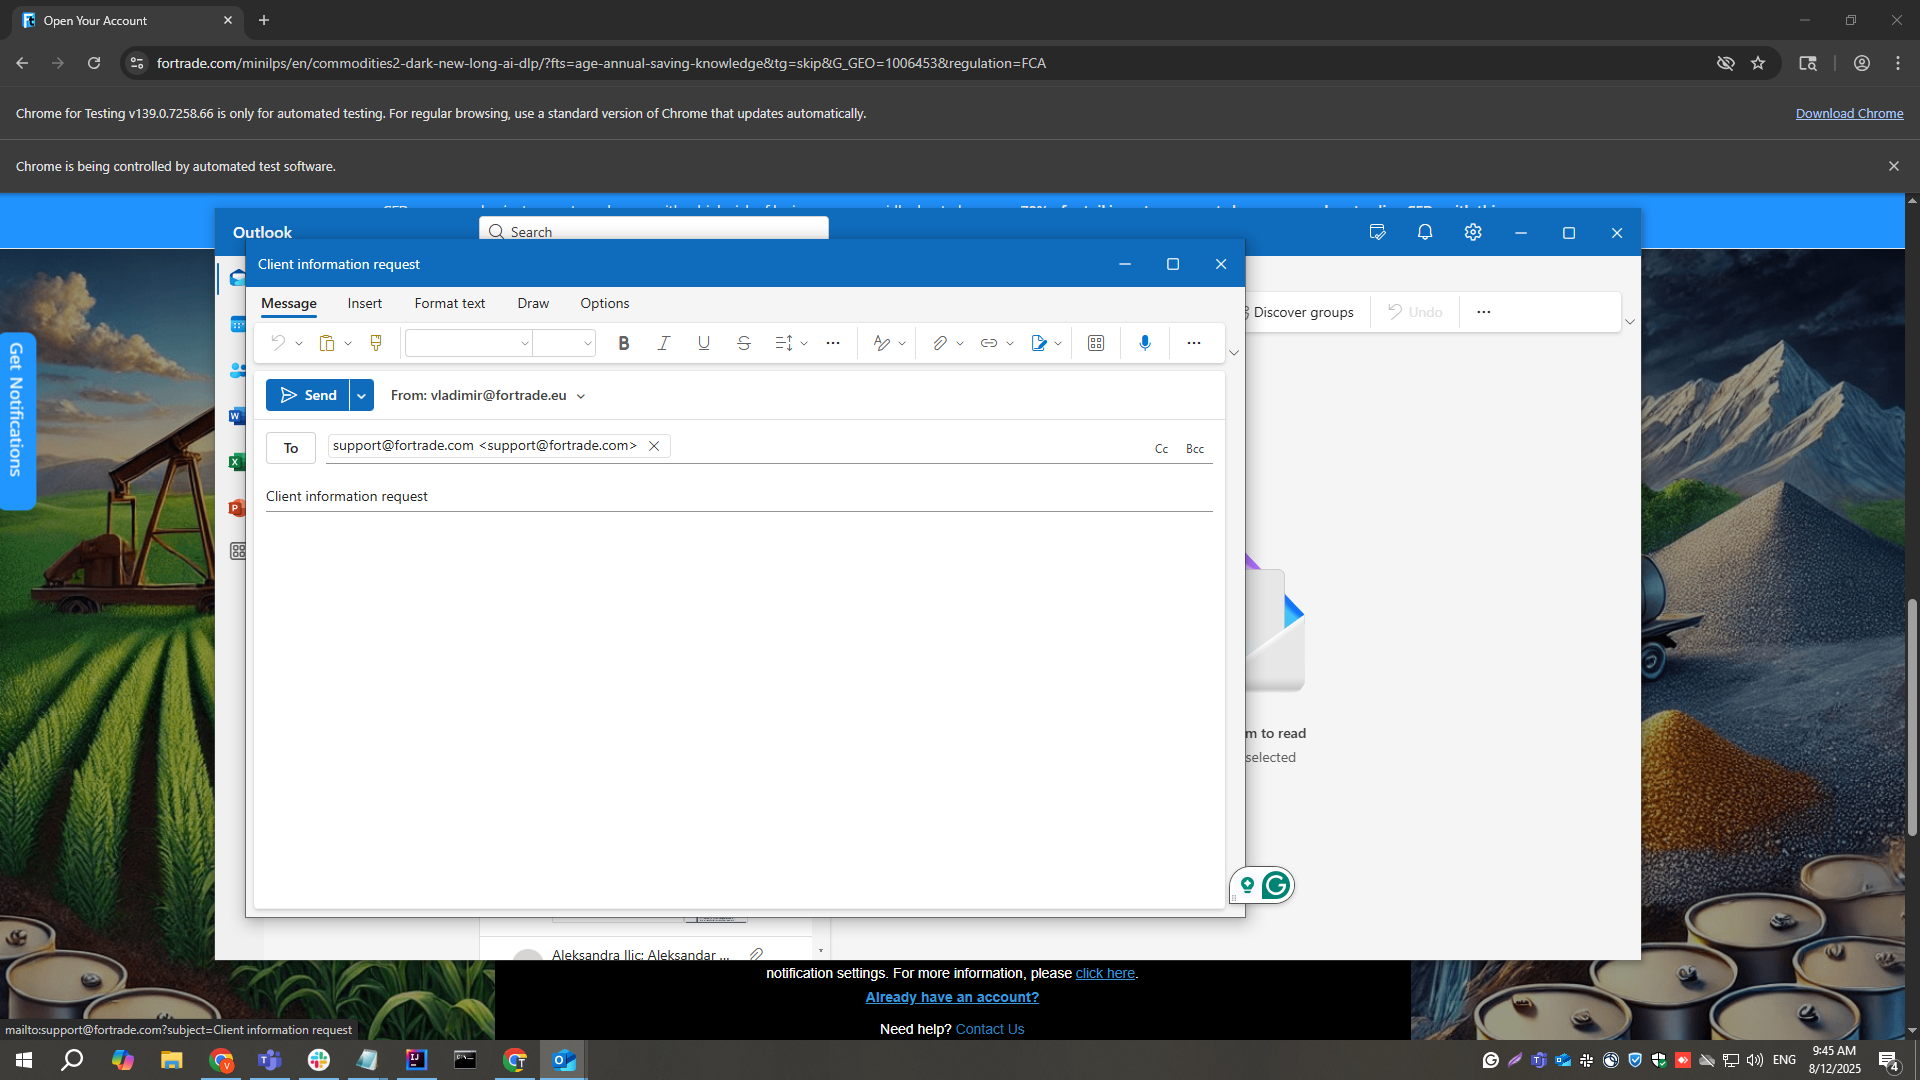 Open Your Account
fortrade.com/minilps/en/commodities2-dark-new-long-ai-dlp/?fts=age-annual-saving-knowledge&tg=skip&G_GEO=1006453&regulation=FCA
Chrome for Testing v139.0.7258.66 is only for automated testing. For regular browsing, use a standard version of Chrome that updates automatically.
Download Chrome
Chrome is being controlled by automated test software.
Outlook
Search
Client information request
Message
Insert
Format text
Draw
Options
Discover groups
Undo
Send
From: vladimir@fortrade.eu
To
support@fortrade.com <support@fortrade.com>
Cc
Bcc
Client information request
Get Notifications
m to read
selected
Aleksandra Ilic; Aleksandar ...
notification settings. For more information, please click here.
Already have an account?
Need help? Contact Us
mailto:support@fortrade.com?subject=Client information request
ENG
9:45 AM
8/12/2025
4